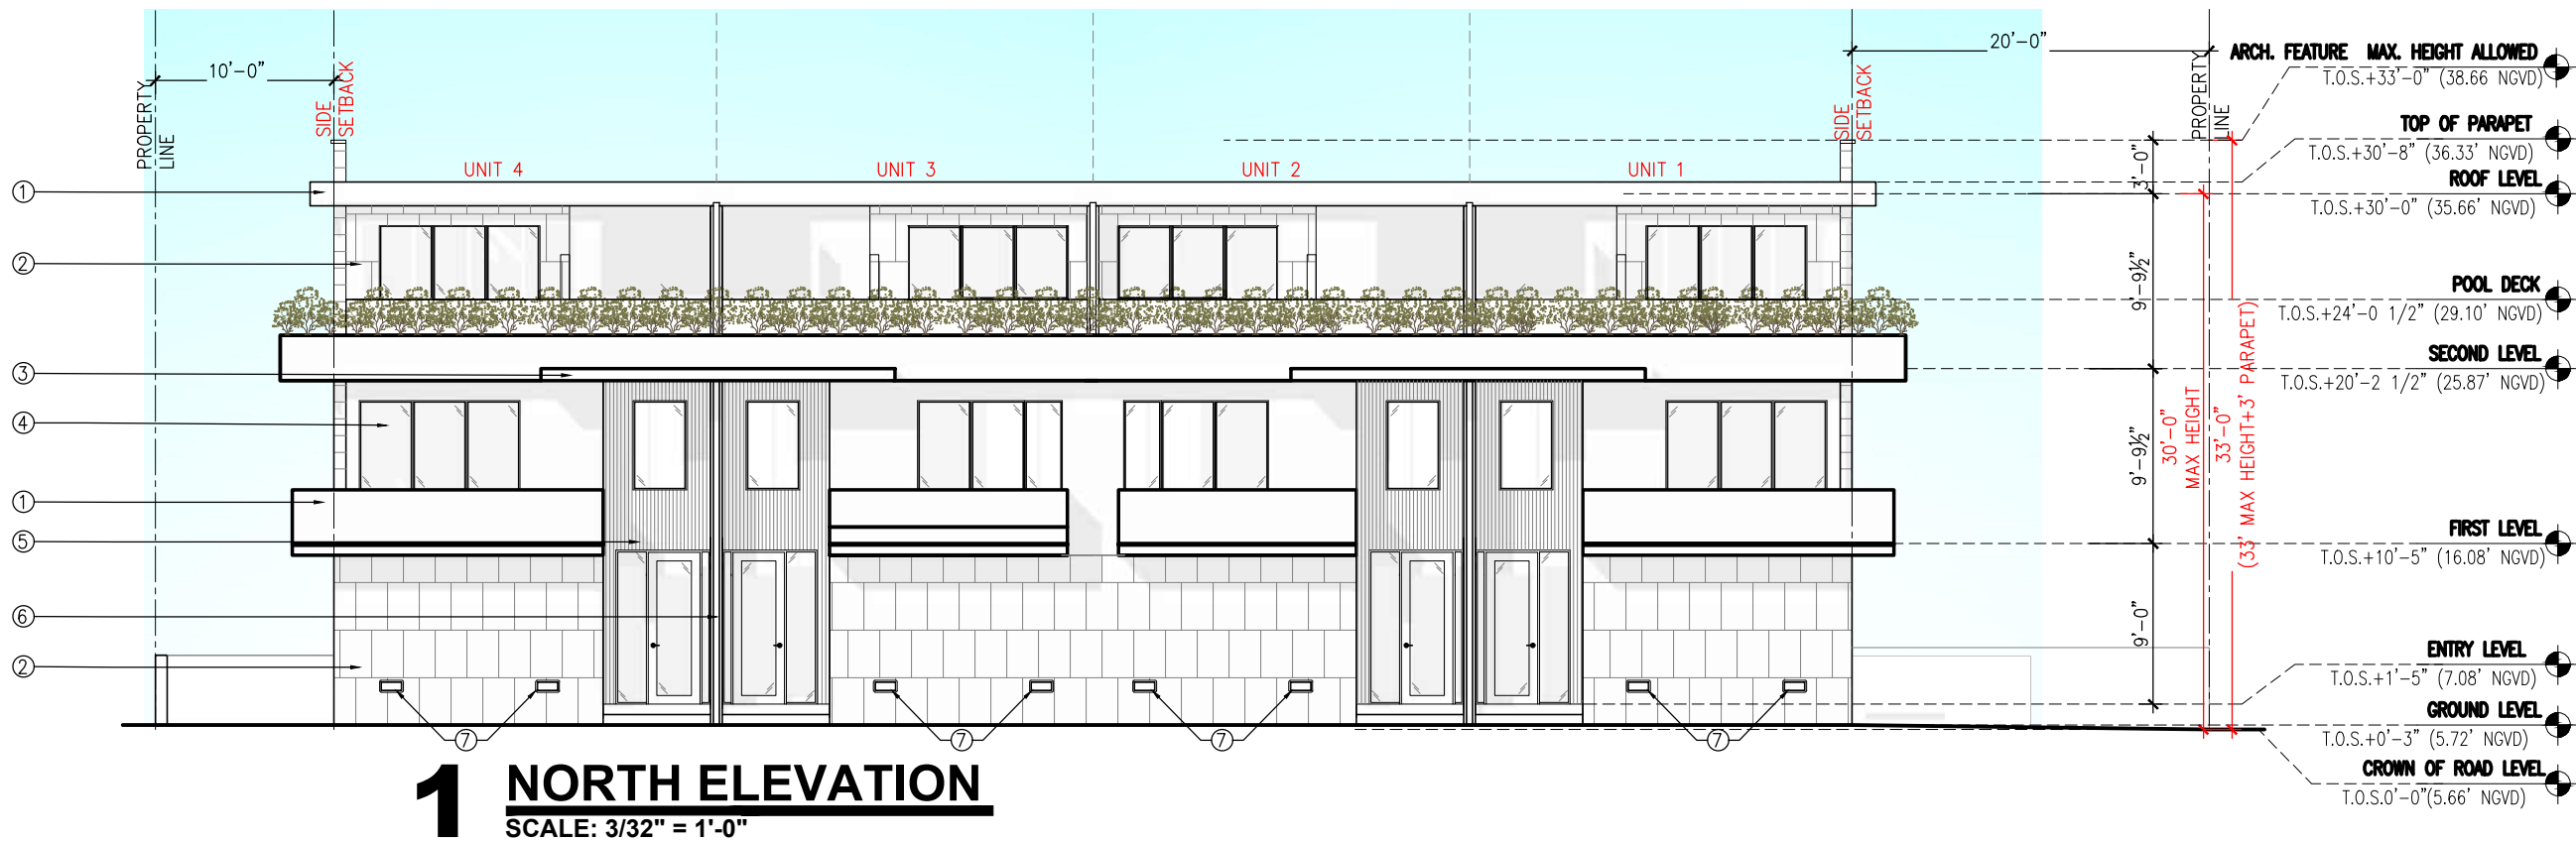 10'-0"
20'-0"
PROPERTY
LINE
SIDE
SETBACK
SIDE
SETBACK
PROPERTY
LINE
ARCH. FEATURE MAX. HEIGHT ALLOWED
T.O.S.+33'-0" (38.66 NGVD)
TOP OF PARAPET
T.O.S.+30'-8" (36.33' NGVD)
ROOF LEVEL
T.O.S.+30'-0" (35.66' NGVD)
POOL DECK
T.O.S.+24'-0 1/2" (29.10' NGVD)
SECOND LEVEL
T.O.S.+20'-2 1/2" (25.87' NGVD)
FIRST LEVEL
T.O.S.+10'-5" (16.08' NGVD)
ENTRY LEVEL
T.O.S.+1'-5" (7.08' NGVD)
GROUND LEVEL
T.O.S.+0'-3" (5.72' NGVD)
CROWN OF ROAD LEVEL
T.O.S.0'-0"(5.66' NGVD)
3'-0"
9'-9½"
9'-9½"
9'-0"
30'-0"
MAX HEIGHT
33'-0"
(33' MAX HEIGHT+3' PARAPET)
UNIT 4
UNIT 3
UNIT 2
UNIT 1
1
2
3
4
1
5
6
2
7
7
7
7
1 NORTH ELEVATION
SCALE: 3/32" = 1'-0"